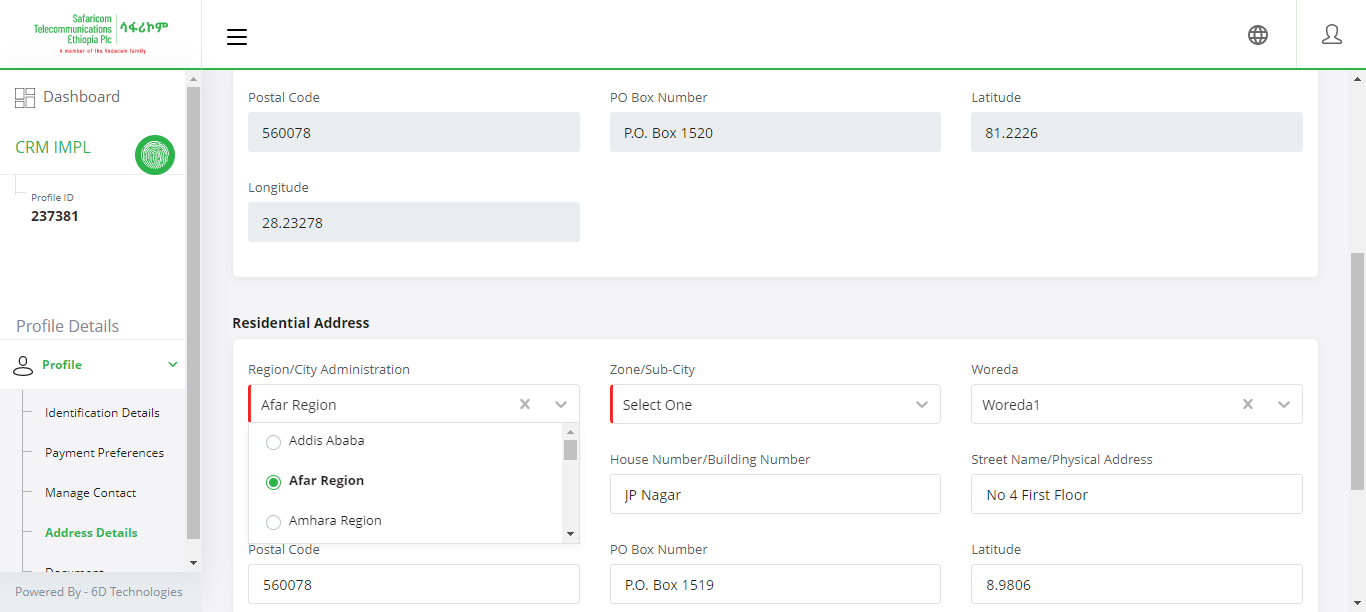 Safaricom
Telecommunications
Ethiopia Plc
ሳፋሪኮም
A member of the Vodacom family
Dashboard
CRM IMPL
Profile ID
237381
Profile Details
Profile
Identification Details
Payment Preferences
Manage Contact
Address Details
Document
Powered By - 6D Technologies
Postal Code
PO Box Number
Latitude
560078
P.O. Box 1520
81.2226
Longitude
28.23278
Residential Address
Region/City Administration
Zone/Sub-City
Woreda
Afar Region
Select One
Woreda1
Addis Ababa
Afar Region
Amhara Region
House Number/Building Number
Street Name/Physical Address
JP Nagar
No 4 First Floor
Postal Code
PO Box Number
Latitude
560078
P.O. Box 1519
8.9806